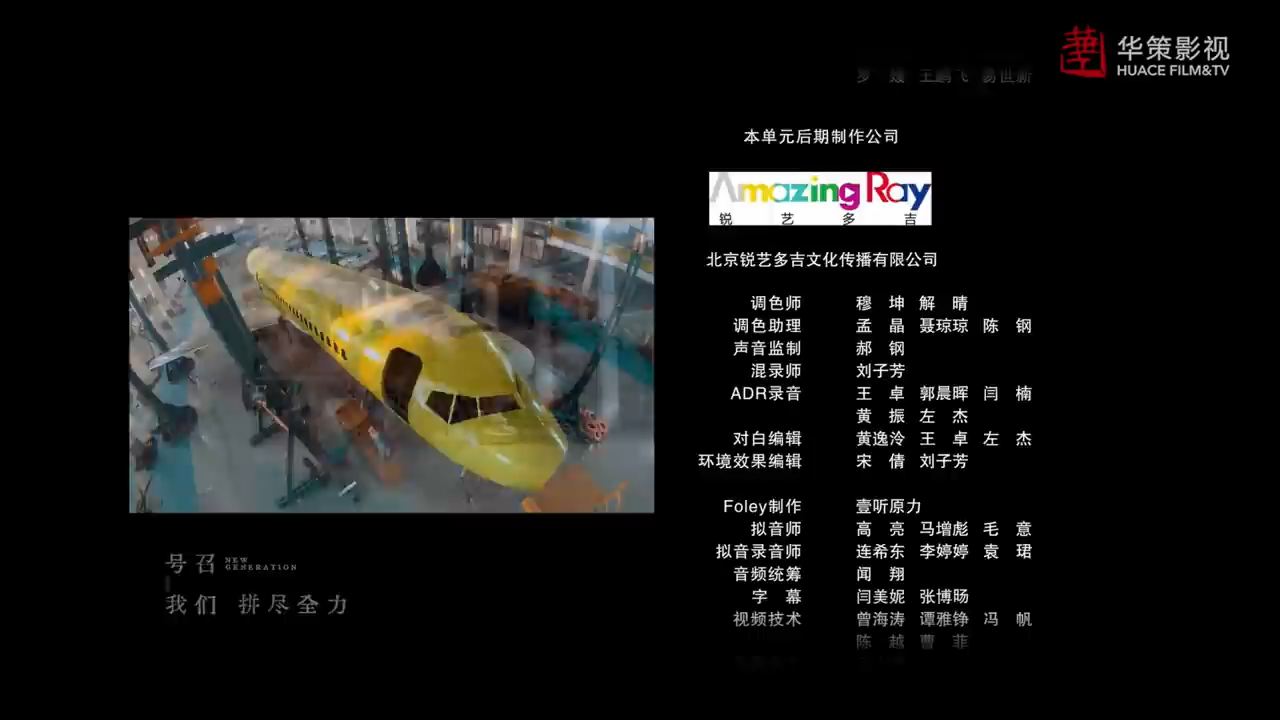 华策影视
HUACE FILM&TV
本单元后期制作公司
Amazing Ray
锐 艺 多 吉
北京锐艺多吉文化传播有限公司
调色师 穆 坤 解 晴
调色助理 孟 晶 聂琼琼 陈 钢
声音监制 郝 钢
混录师 刘子芳
ADR录音 王 卓 郭晨晖 闫 楠
黄 振 左 杰
对白编辑 黄逸泠 王 卓 左 杰
环境效果编辑 宋 倩 刘子芳
Foley制作 壹听原力
拟音师 高 亮 马增彪 毛 意
拟音录音师 连希东 李婷婷 袁 珺
音频统筹 闻 翔
字 幕 闫美妮 张博旸
视频技术 曾海涛 谭雅铮 冯 帆
陈 越 曹 菲
号召 NEW GENERATION
我们 拼尽全力